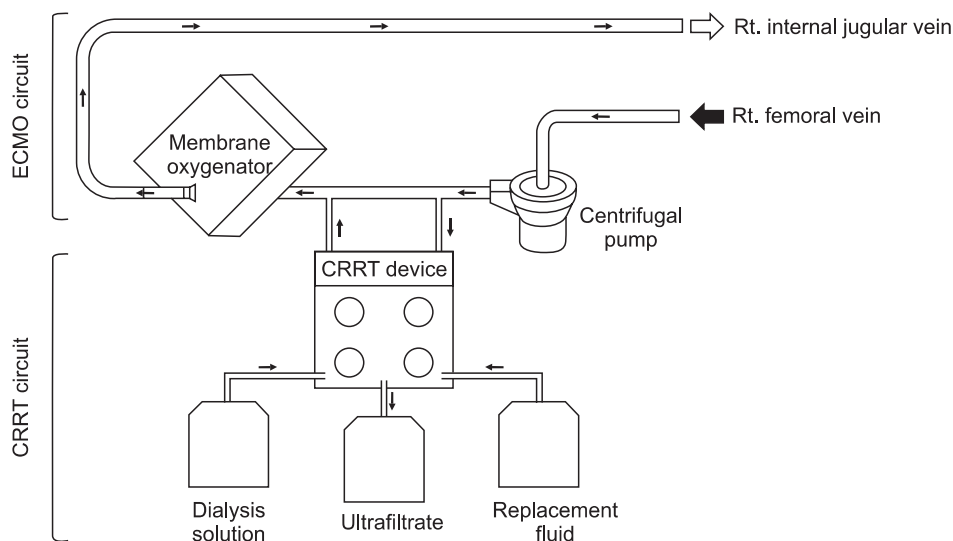 ECMO circuit
Rt. internal jugular vein
Membrane
oxygenator
Rt. femoral vein
Centrifugal
pump
CRRT circuit
CRRT device
Dialysis
solution
Ultrafiltrate
Replacement
fluid